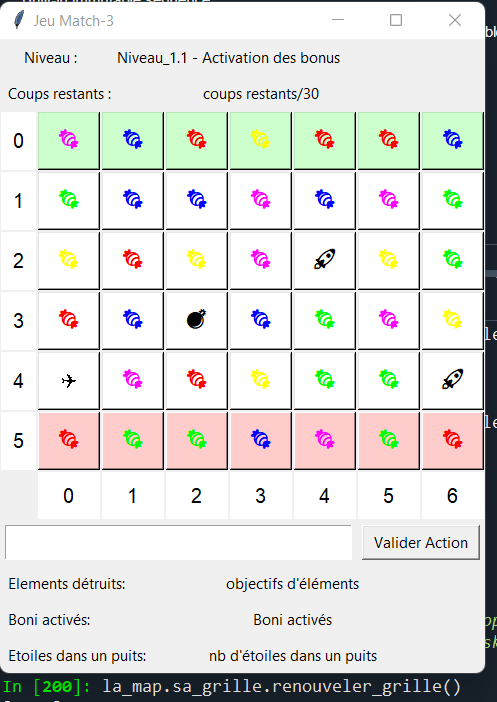 Jeu Match-3
Niveau : Niveau_1.1 - Activation des bonus
Coups restants : coups restants/30
0
1
2
3
4
5
0 1 2 3 4 5 6
Valider Action
Elements détruits: objectifs d'éléments
Boni activés: Boni activés
Etoiles dans un puits: nb d'étoiles dans un puits
In [200]: la_map.sa_grille.renouveler_grille()